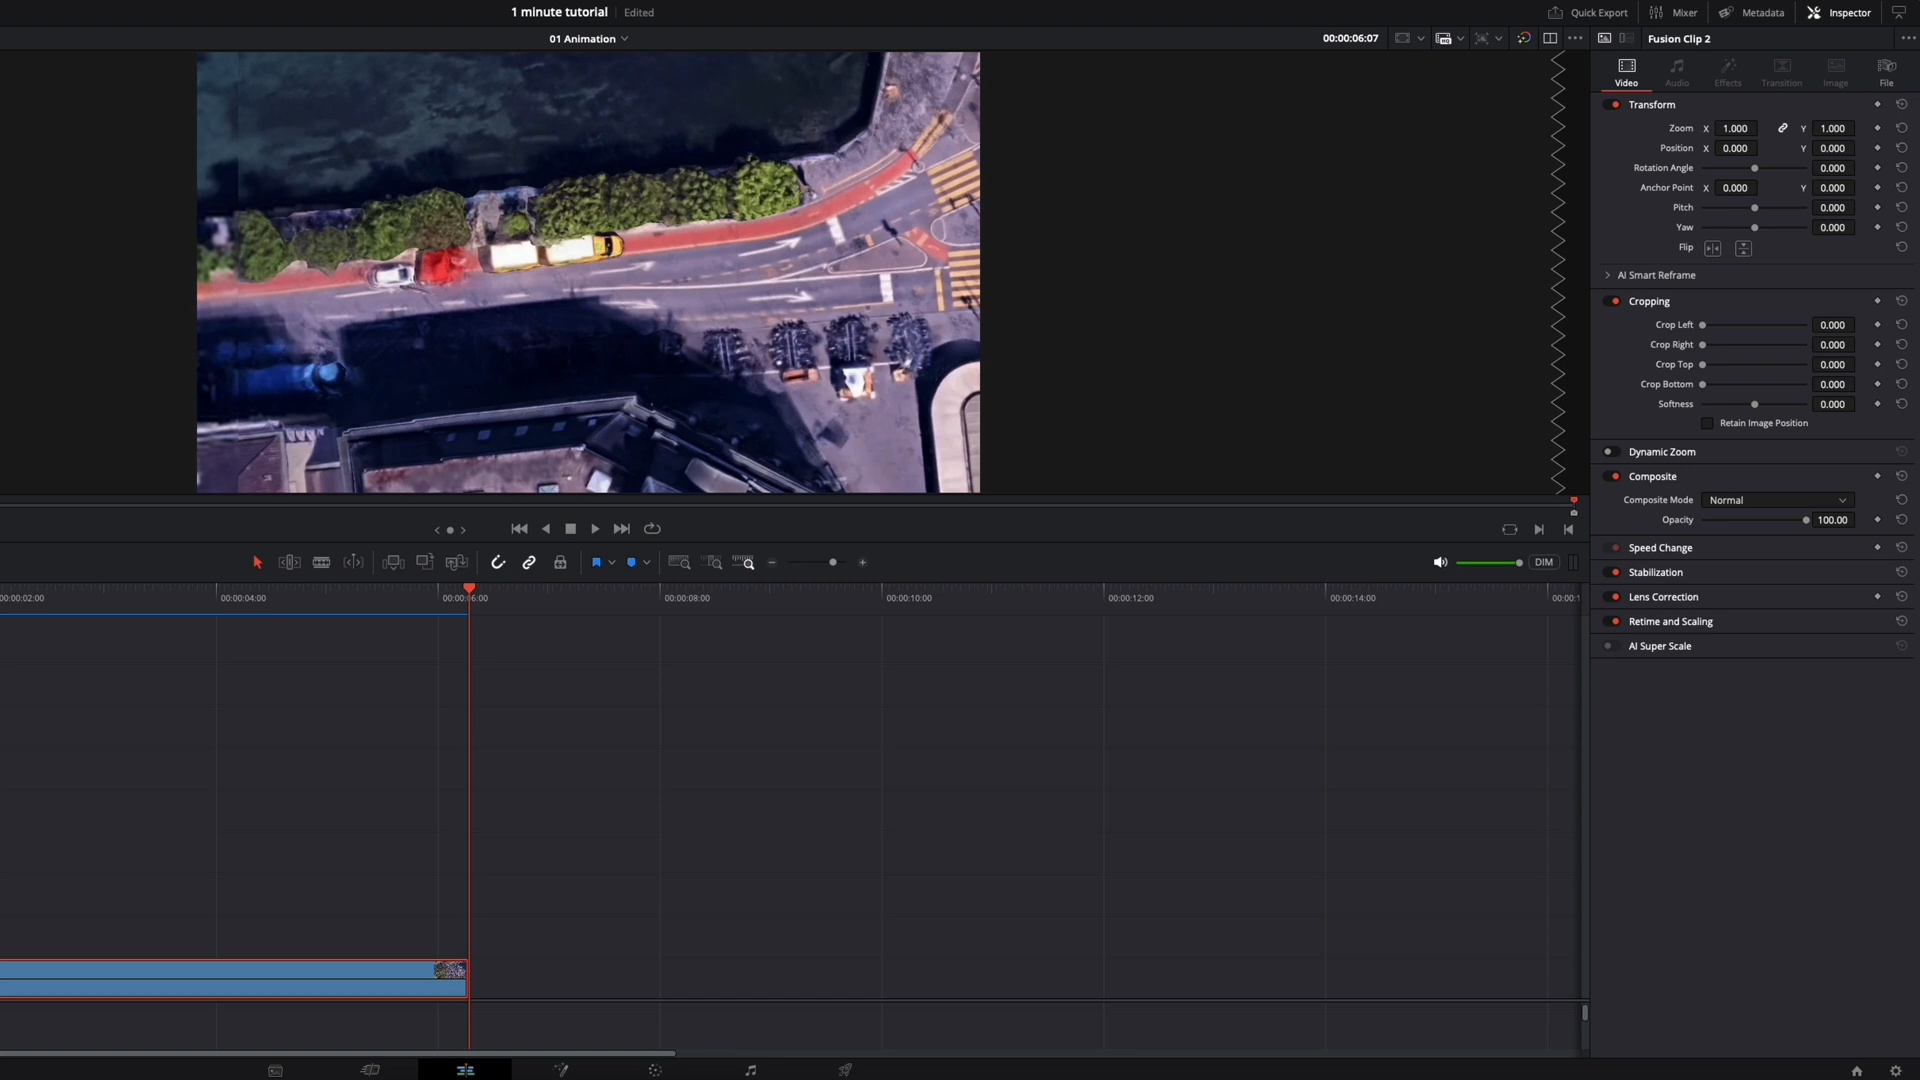 1 minute tutorial Edited
Quick Export Mixer Metadata Inspector
01 Animation 00:00:06:07 Fusion Clip 2
Video Audio Effects Transition Image File
Transform
Zoom X 1.000 Y 1.000
Position X 0.000 Y 0.000
Rotation Angle 0.000
Anchor Point X 0.000 Y 0.000
Pitch 0.000
Yaw 0.000
Flip
AI Smart Reframe
Cropping
Crop Left 0.000
Crop Right 0.000
Crop Top 0.000
Crop Bottom 0.000
Softness 0.000
Retain Image Position
Dynamic Zoom
Composite
Composite Mode Normal
Opacity 100.00
Speed Change
Stabilization
Lens Correction
Retime and Scaling
AI Super Scale
DIM
00:00:02:00 00:00:04:00 00:00:06:00 00:00:08:00 00:00:10:00 00:00:12:00 00:00:14:00 00:00:1